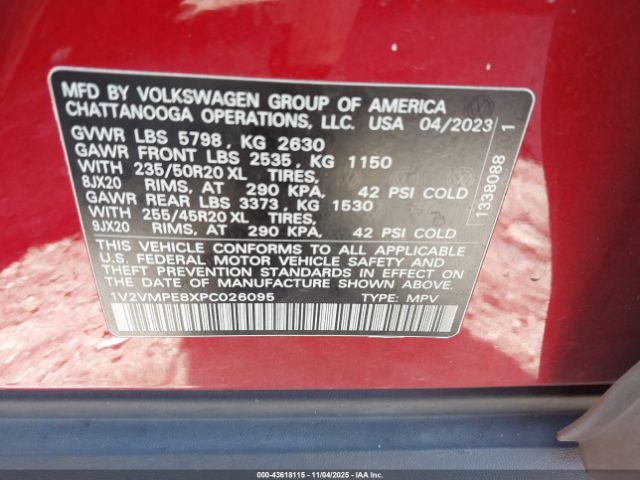 MFD BY VOLKSWAGEN GROUP OF AMERICA
CHATTANOOGA OPERATIONS, LLC. USA 04/2023
GVWR LBS 5798, KG 2630
GAWR FRONT LBS 2535, KG 1150
WITH 235/50R20 XL TIRES,
8JX20 RIMS, AT 290 KPA, 42 PSI COLD
GAWR REAR LBS 3373, KG 1530
WITH 255/45R20 XL TIRES,
9JX20 RIMS, AT 290 KPA, 42 PSI COLD
THIS VEHICLE CONFORMS TO ALL APPLICABLE
U.S. FEDERAL MOTOR VEHICLE SAFETY AND
THEFT PREVENTION STANDARDS IN EFFECT ON
THE DATE OF MANUFACTURE SHOWN ABOVE.
1V2VMPE8XPC026095 TYPE: MPV
1338088 1
000-43618115 - 11/04/2025 - IAA Inc.